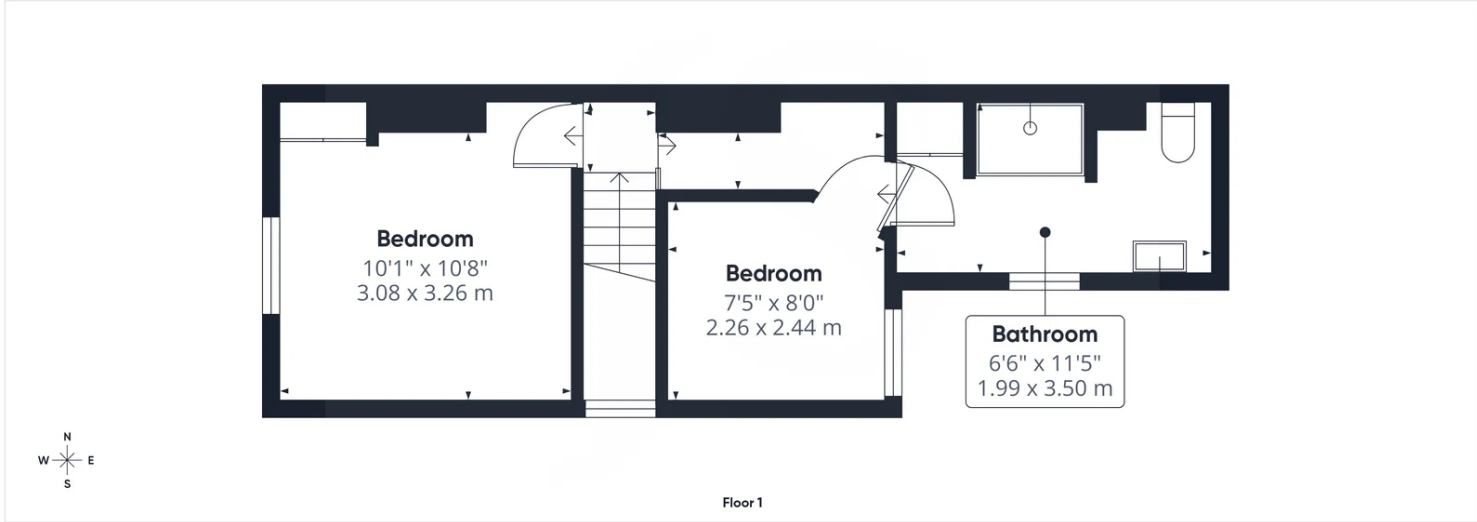 Bedroom
10'1" x 10'8"
3.08 x 3.26 m
Bedroom
7'5" x 8'0"
2.26 x 2.44 m
Bathroom
6'6" x 11'5"
1.99 x 3.50 m
N
W E
S
Floor 1